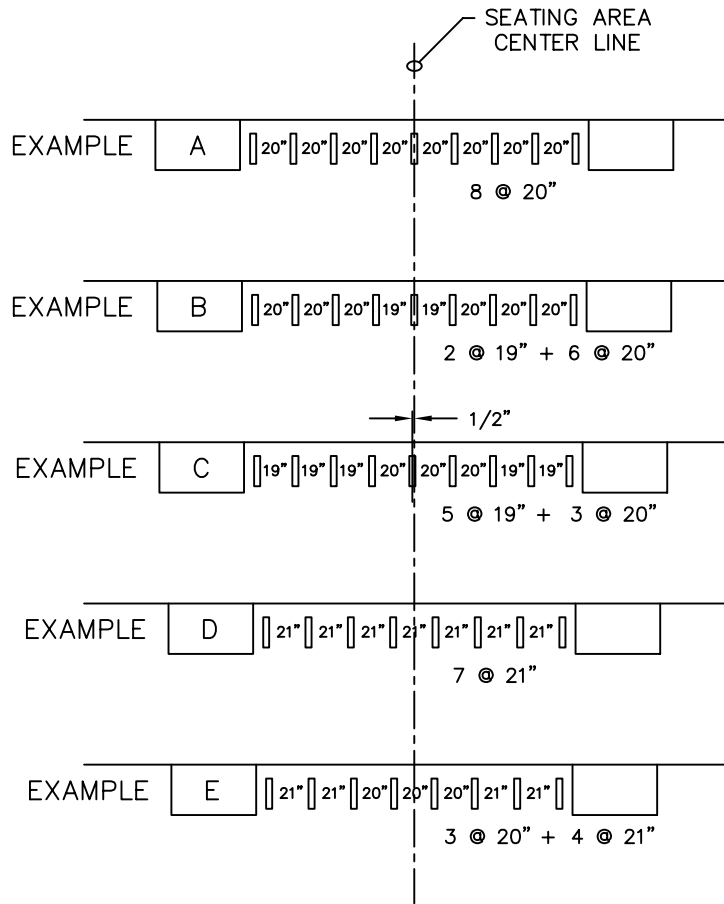 SEATING AREA
CENTER LINE
EXAMPLE A 20" 20" 20" 20" 20" 20" 20" 20"
8 @ 20"
EXAMPLE B 20" 20" 20" 19" 19" 20" 20" 20"
2 @ 19" + 6 @ 20"
1/2"
EXAMPLE C 19" 19" 19" 20" 20" 20" 19" 19"
5 @ 19" + 3 @ 20"
EXAMPLE D 21" 21" 21" 21" 21" 21" 21"
7 @ 21"
EXAMPLE E 21" 21" 20" 20" 20" 21" 21"
3 @ 20" + 4 @ 21"